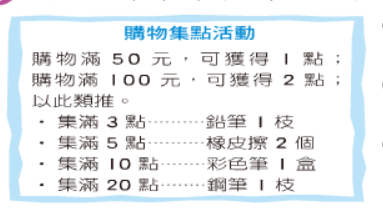 購物集點活動
購物滿 50 元，可獲得 1 點；
購物滿 100 元，可獲得 2 點；
以此類推。
· 集滿 3 點………鉛筆 1 枝
· 集滿 5 點………橡皮擦 2 個
· 集滿 10 點………彩色筆 1 盒
· 集滿 20 點………鋼筆 1 枝